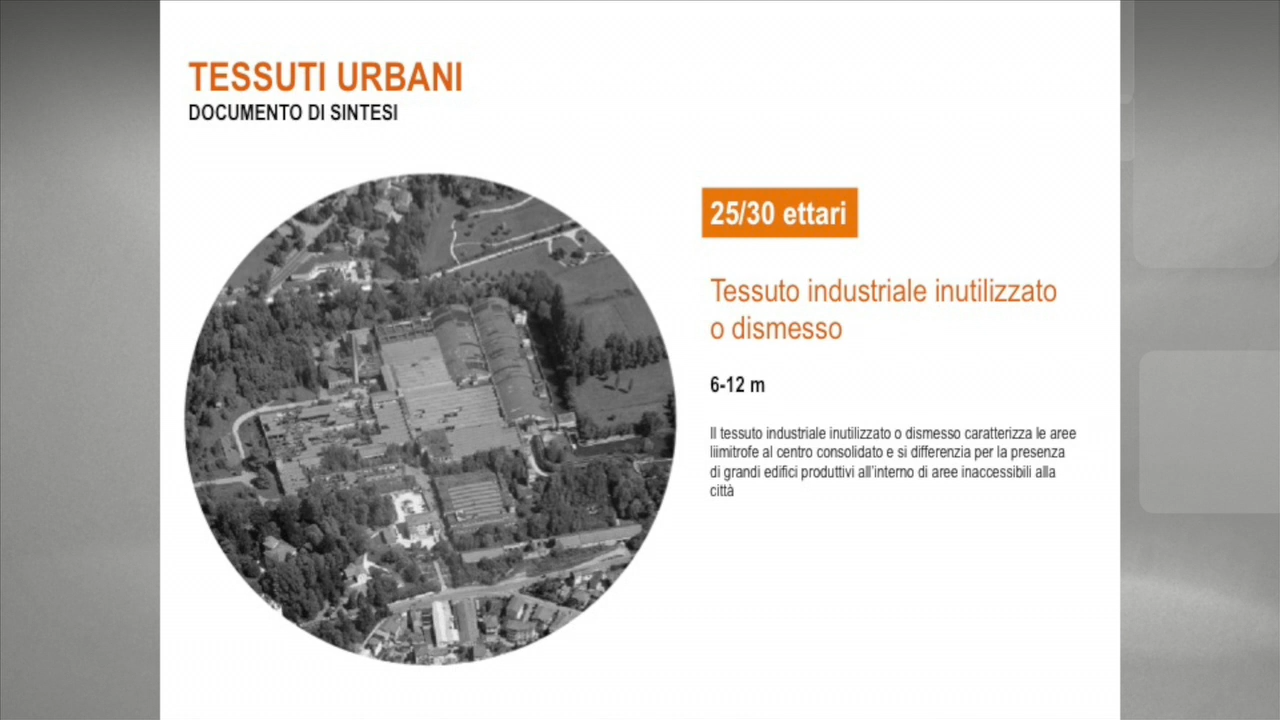 TESSUTI URBANI
DOCUMENTO DI SINTESI
25/30 ettari
Tessuto industriale inutilizzato
o dismesso
6-12 m
Il tessuto industriale inutilizzato o dismesso caratterizza le aree
liimitrofe al centro consolidato e si differenzia per la presenza
di grandi edifici produttivi all'interno di aree inaccessibili alla
città